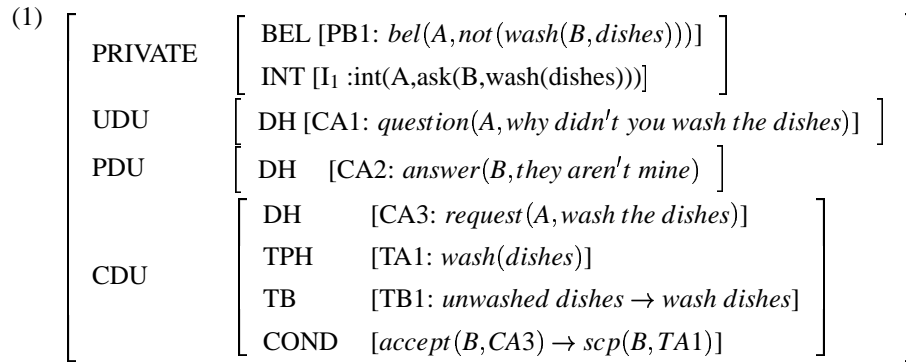 (1)
PRIVATE [ BEL [PB1: bel(A,not(wash(B,dishes)))]
INT [I₁ :int(A,ask(B,wash(dishes)))] ]
UDU [ DH [CA1: question(A,why didn't you wash the dishes)] ]
PDU [ DH [CA2: answer(B,they aren't mine) ]
CDU [ DH [CA3: request(A,wash the dishes)]
TPH [TA1: wash(dishes)]
TB [TB1: unwashed dishes → wash dishes]
COND [accept(B,CA3) → scp(B,TA1)] ]